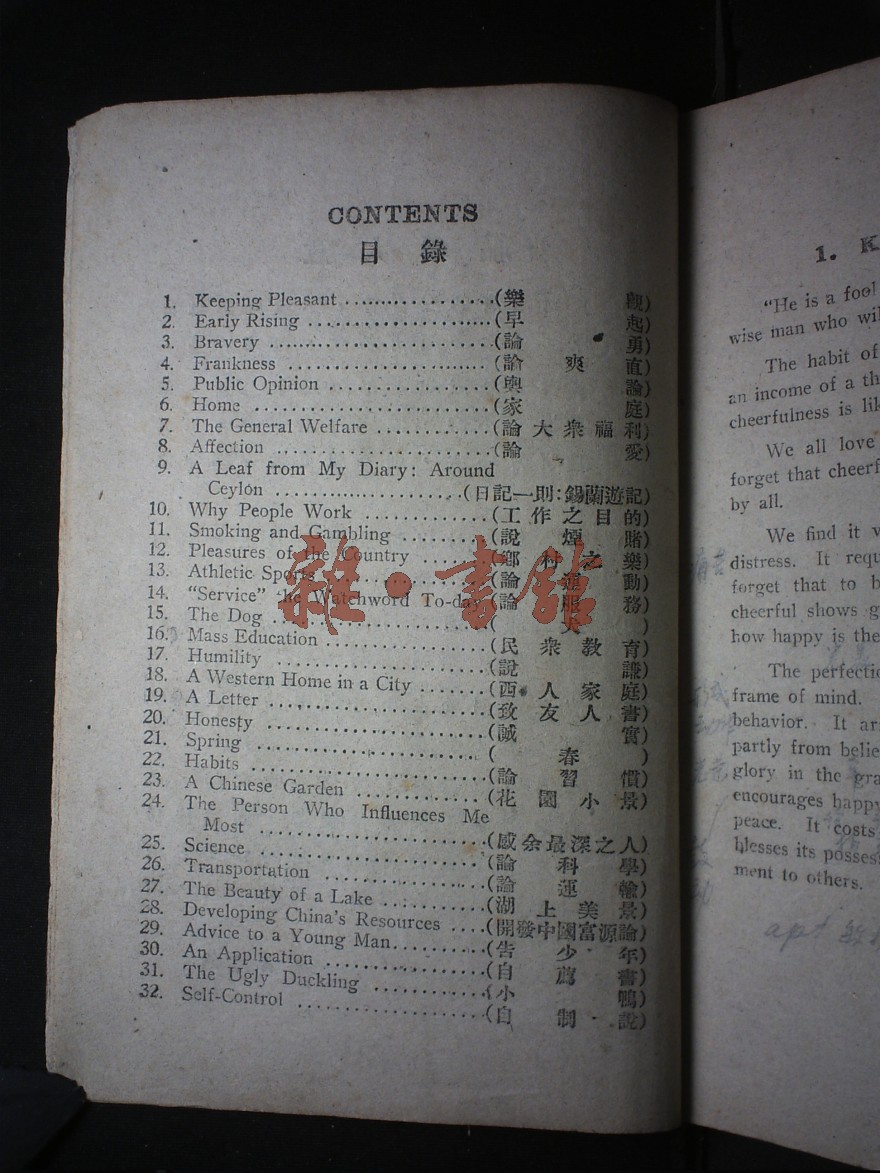 CONTENTS
目錄
1. Keeping Pleasant (樂觀)
2. Early Rising (早起)
3. Bravery (論勇)
4. Frankness (論爽直)
5. Public Opinion (輿論)
6. Home (家庭)
7. The General Welfare (論大衆福利)
8. Affection (論愛)
9. A Leaf from My Diary: Around
Ceylón (日記一則:錫蘭遊記)
10. Why People Work (工作之目的)
11. Smoking and Gambling (說煙賭)
12. Pleasures of the Country (鄉村之樂)
13. Athletic Sports (論運動)
14. "Service" the Watchword To-day (論服務)
15. The Dog (犬)
16. Mass Education (民衆教育)
17. Humility (說謙)
18. A Western Home in a City (西人家庭)
19. A Letter (致友人書)
20. Honesty (誠實)
21. Spring (春)
22. Habits (論習慣)
23. A Chinese Garden (花園小景)
24. The Person Who Influences Me
Most (感余最深之人)
25. Science (論科學)
26. Transportation (論運輸)
27. The Beauty of a Lake (湖上美景)
28. Developing China's Resources (開發中國富源論)
29. Advice to a Young Man (告少年)
30. An Application (自薦書)
31. The Ugly Duckling (小鴨)
32. Self-Control (自制說)
雜·書館
1. K
"He is a fool
wise man who wil
The habit of
an income of a th
cheerfulness is lik
We all love
forget that cheerf
by all.
We find it v
distress. It requ
forget that to b
cheerful shows g
how happy is the
The perfectio
frame of mind.
behavior. It ar
partly from belie
glory in the gra
encourages happ
peace. It costs
blesses its possess
ment to others.